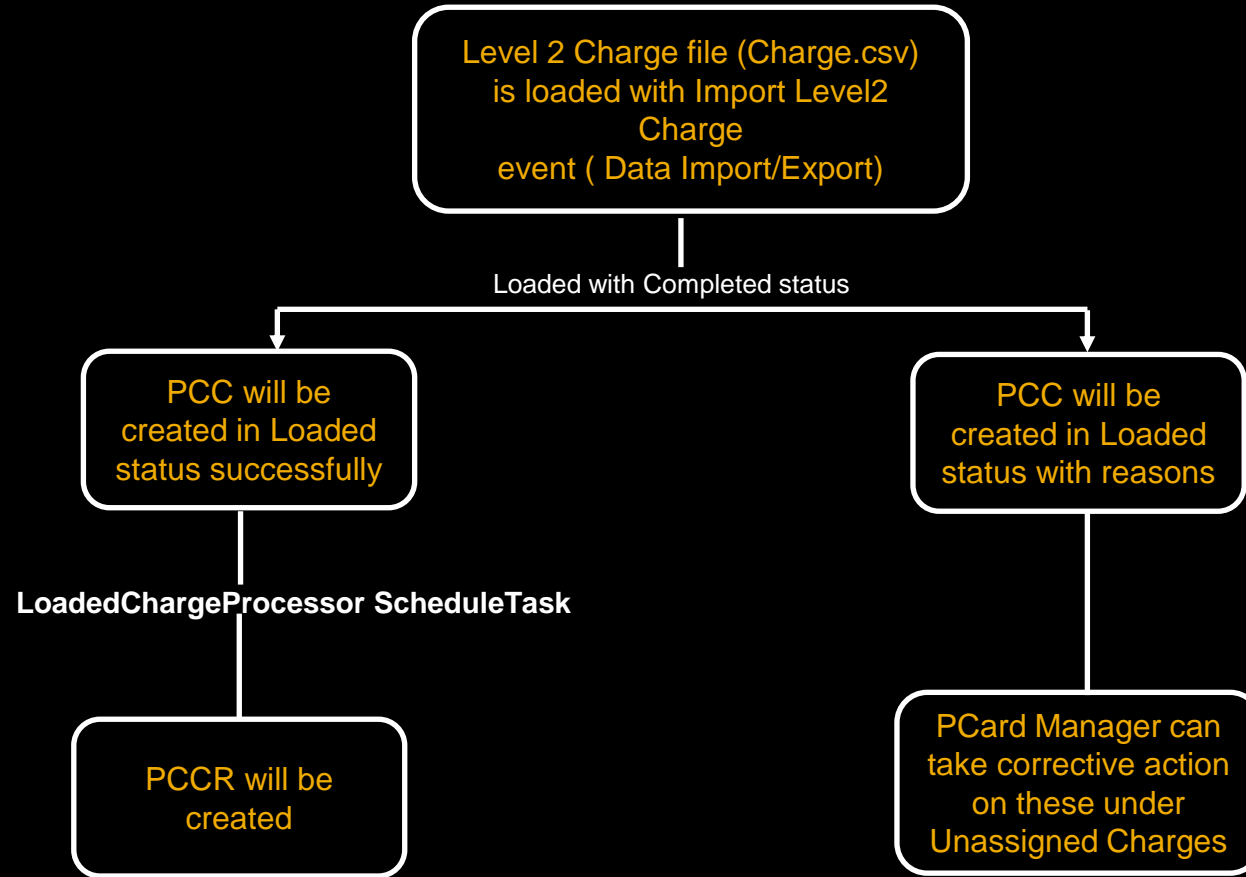 Level 2 Charge file (Charge.csv)
is loaded with Import Level2
Charge
event ( Data Import/Export)
Loaded with Completed status
PCC will be
created in Loaded
status successfully
PCC will be
created in Loaded
status with reasons
LoadedChargeProcessor ScheduleTask
PCCR will be
created
PCard Manager can
take corrective action
on these under
Unassigned Charges